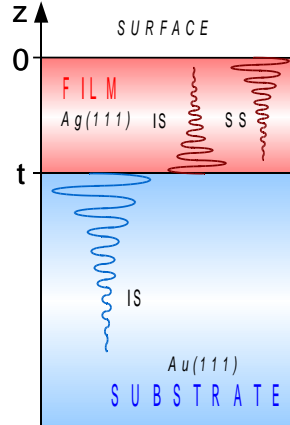 z
SURFACE
0
FILM
Ag(111) IS SS
t
IS
Au(111)
SUBSTRATE